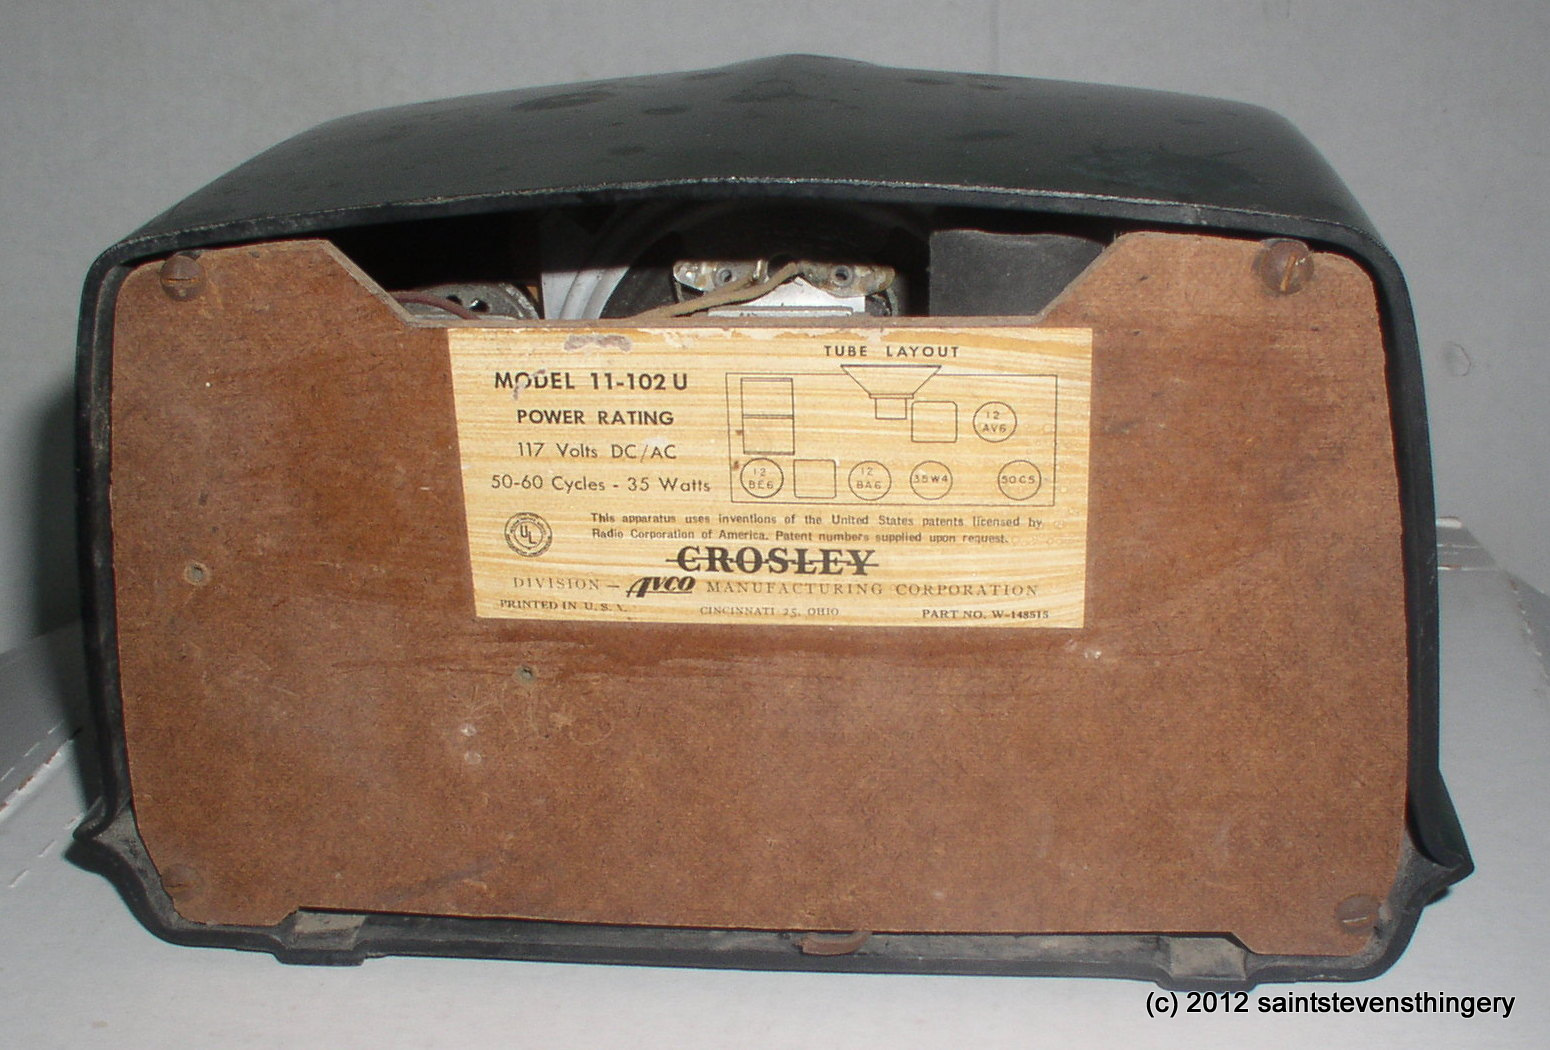 TUBE LAYOUT
MODEL 11-102 U
POWER RATING
117 Volts DC/AC
50-60 Cycles - 35 Watts
12
AV6
12
BE6
12
BA6
35W4
50C5
UL
This apparatus uses inventions of the United States patents licensed by
Radio Corporation of America. Patent numbers supplied upon request.
CROSLEY
DIVISION — AVCO MANUFACTURING CORPORATION
PRINTED IN U. S. A.
CINCINNATI 25, OHIO
PART NO. W-148515
(c) 2012 saintstevensthingery